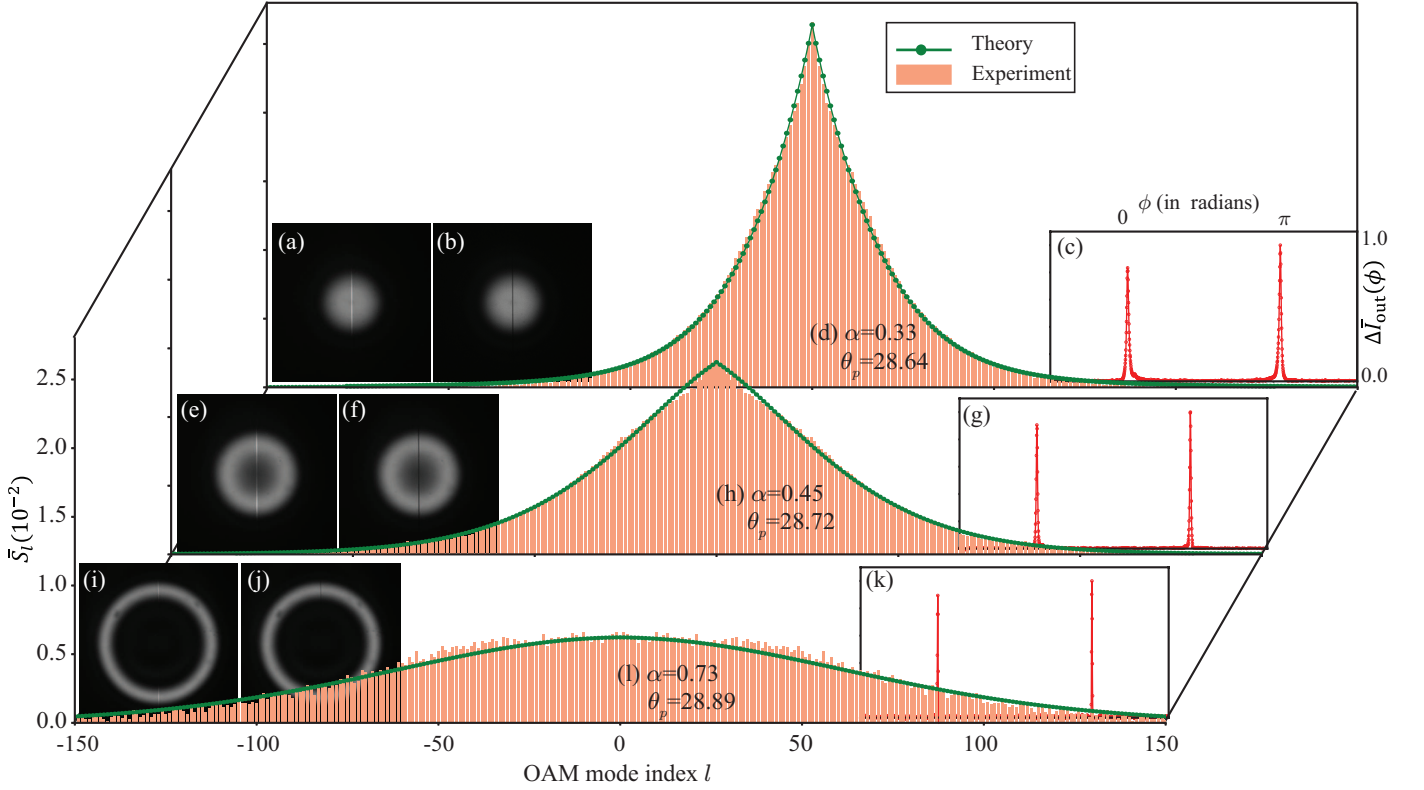 Theory
Experiment
ϕ (in radians)
0 π
(a) (b) (c) 1.0
ΔĪout(ϕ)
0.0
(d) α=0.33
θp=28.64
2.5
2.0
1.5
1.0
0.5
0.0
S̄l(10⁻²)
(e) (f) (g)
(h) α=0.45
θp=28.72
(i) (j) (k)
(l) α=0.73
θp=28.89
-150 -100 -50 0 50 100 150
OAM mode index l